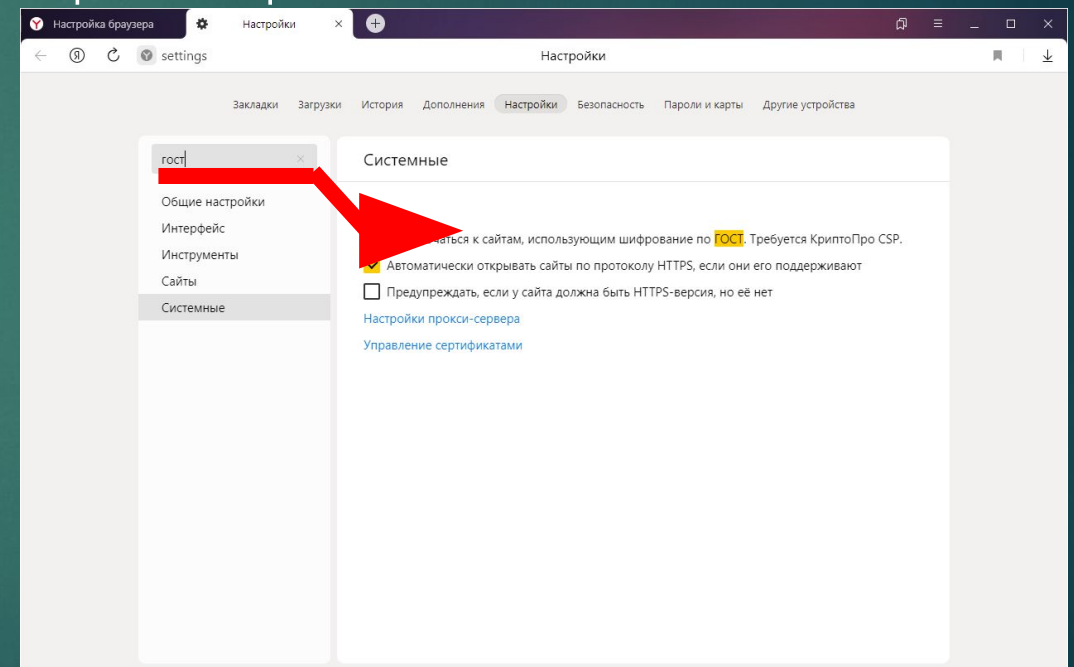 Настройка браузера
Настройки
settings
Настройки
Закладки Загрузки История Дополнения Настройки Безопасность Пароли и карты Другие устройства
гост
Системные
Общие настройки
Интерфейс
Инструменты
Сайты
Системные
к сайтам, использующим шифрование по ГОСТ. Требуется КриптоПро CSP.
Автоматически открывать сайты по протоколу HTTPS, если они его поддерживают
Предупреждать, если у сайта должна быть HTTPS-версия, но её нет
Настройки прокси-сервера
Управление сертификатами